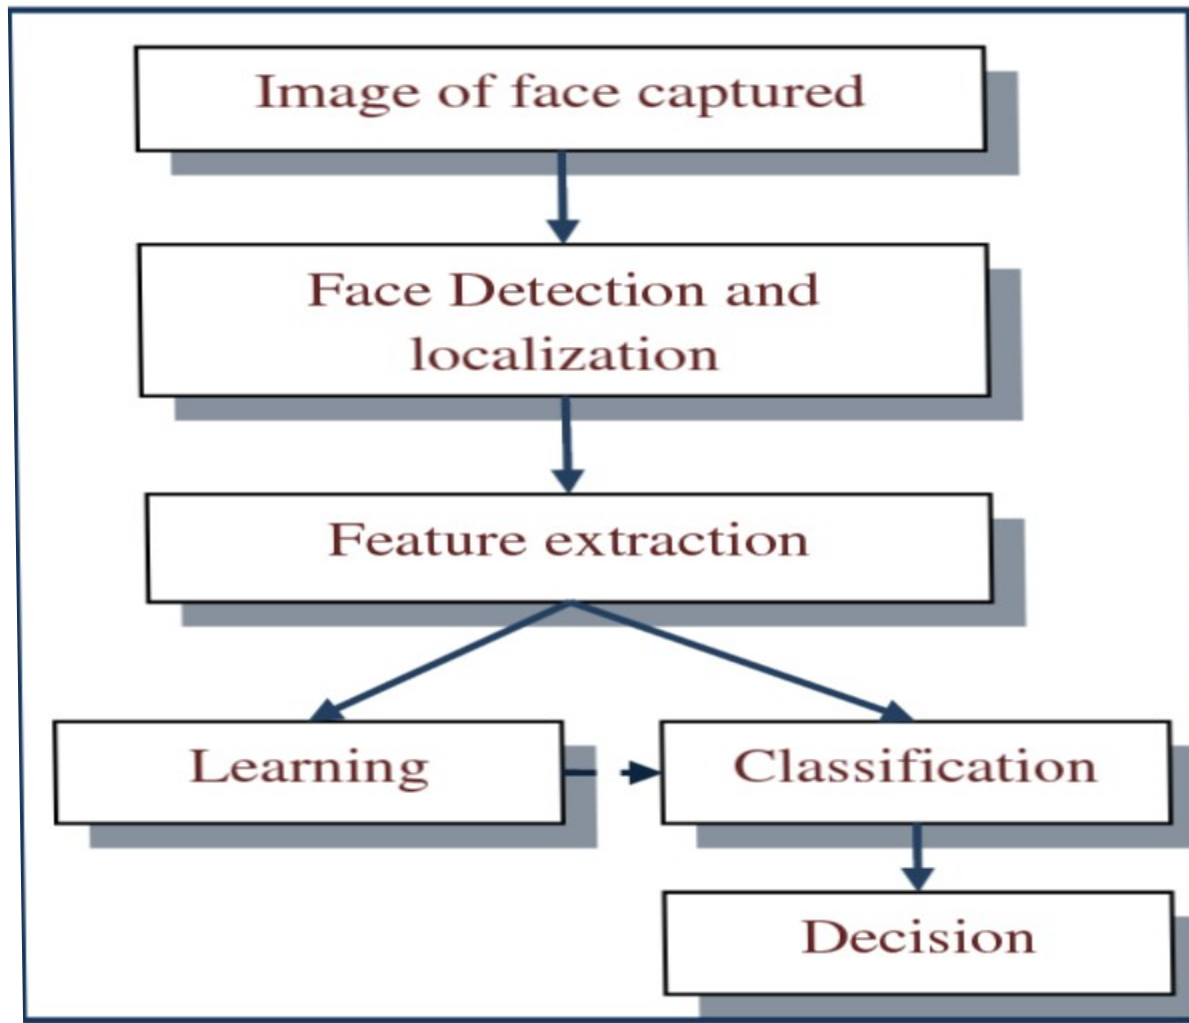 Image of face captured
Face Detection and
localization
Feature extraction
Learning
Classification
Decision